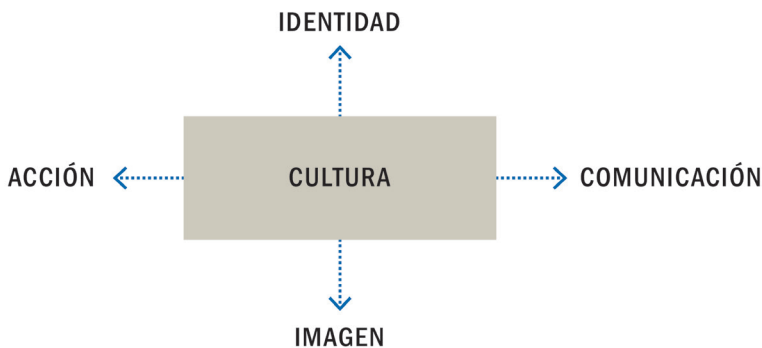 IDENTIDAD
ACCIÓN
CULTURA
COMUNICACIÓN
IMAGEN